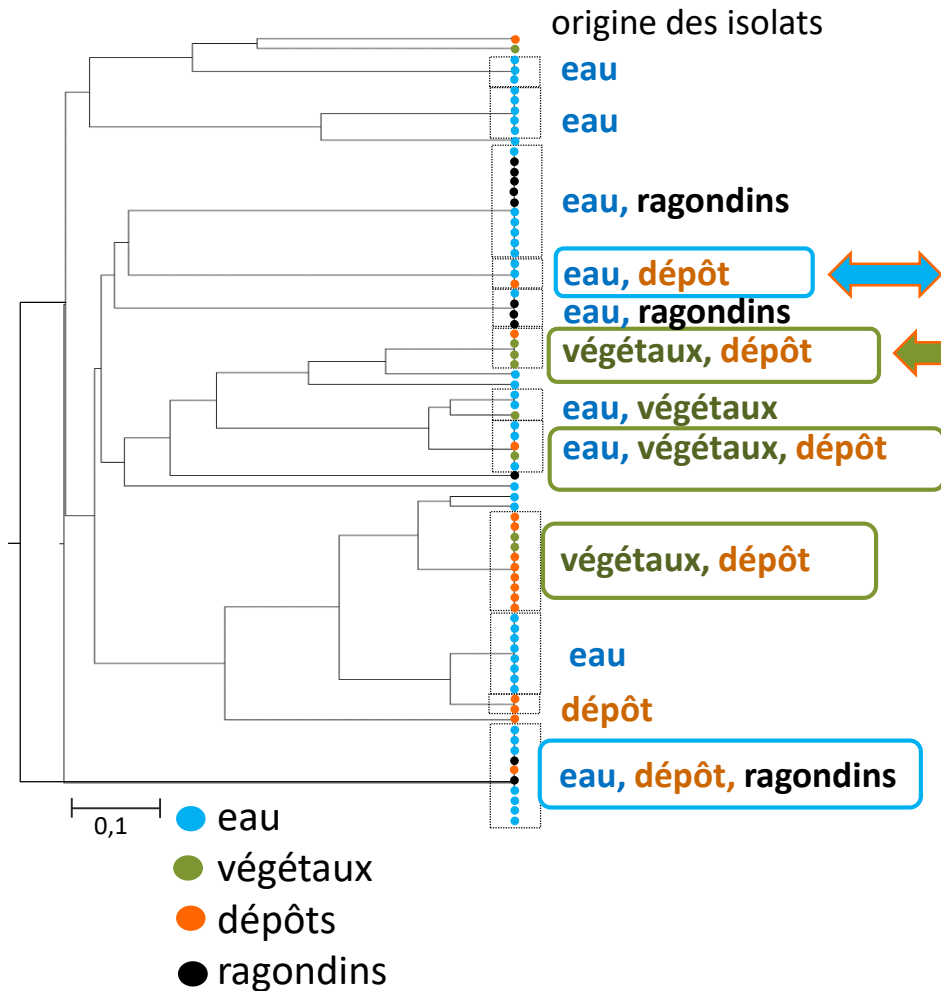 origine des isolats
eau
eau
eau, ragondins
eau, dépôt
eau, ragondins
végétaux, dépôt
eau, végétaux
eau, végétaux, dépôt
végétaux, dépôt
eau
dépôt
eau, dépôt, ragondins
0,1
eau
végétaux
dépôts
ragondins